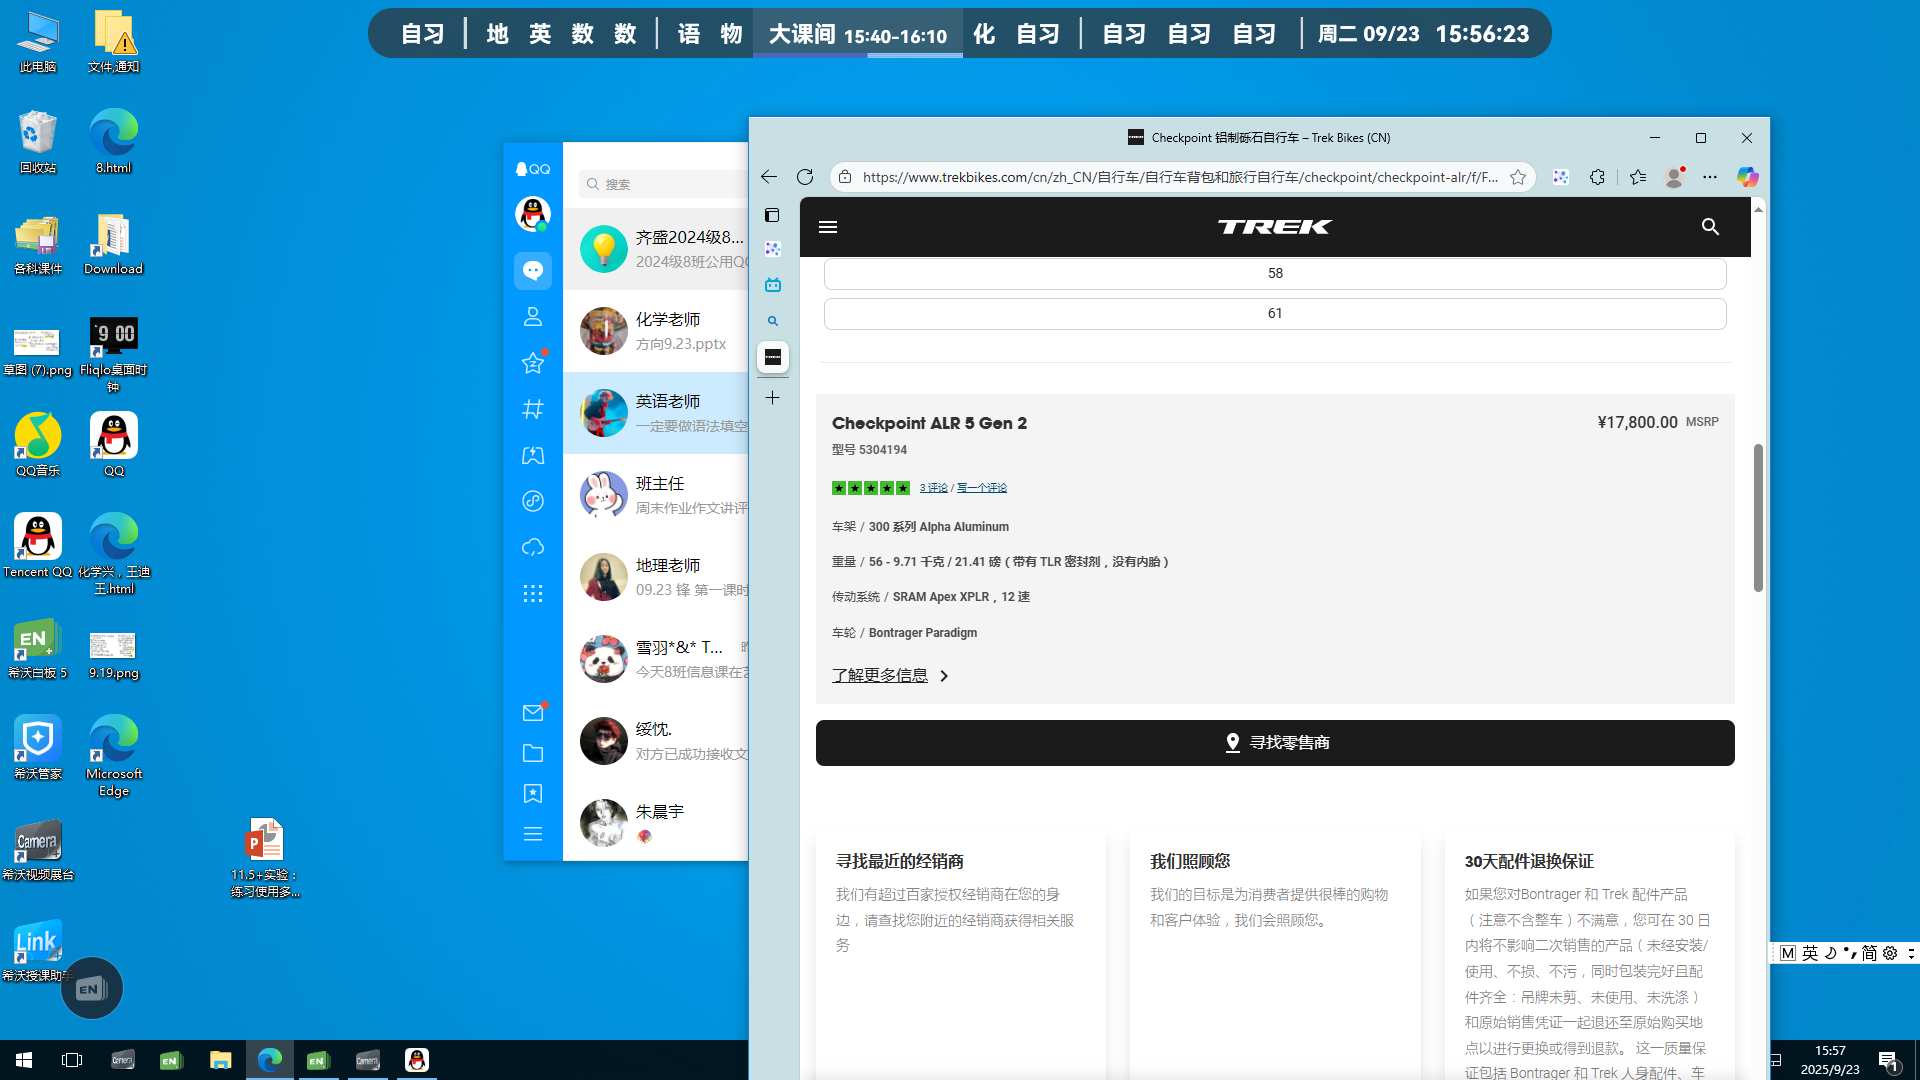 自习 地 英 数 数 语 物 大课间 15:40-16:10 化 自习 自习 自习 自习 周二 09/23 15:56:23
此电脑
文件,通知
回收站
8.html
各科课件
Download
草图 (7).png
Fliqlo桌面时
钟
QQ音乐
QQ
Tencent QQ
化学兴，王迪
王.html
EN
希沃白板 5
9.19.png
希沃管家
Microsoft
Edge
Camera
希沃视频展台
11.5+实验：
练习使用多...
Link
希沃授课助手
EN
QQ
搜索
齐盛2024级8...
2024级8班公用QQ
化学老师
方向9.23.pptx
英语老师
一定要做语法填空
班主任
周末作业作文讲评
地理老师
09.23 锋 第一课时
雪羽*&* T...
今天8班信息课在
绥忱.
对方已成功接收文
朱晨宇
Checkpoint 铝制砾石自行车 – Trek Bikes (CN)
https://www.trekbikes.com/cn/zh_CN/自行车/自行车背包和旅行自行车/checkpoint/checkpoint-alr/f/F...
TREK
58
61
Checkpoint ALR 5 Gen 2
¥17,800.00 MSRP
型号 5304194
3 评论 / 写一个评论
车架 / 300 系列 Alpha Aluminum
重量 / 56 - 9.71 千克 / 21.41 磅（带有 TLR 密封剂，没有内胎）
传动系统 / SRAM Apex XPLR，12 速
车轮 / Bontrager Paradigm
了解更多信息
寻找零售商
寻找最近的经销商
我们有超过百家授权经销商在您的身
边，请查找您附近的经销商获得相关服
务
我们照顾您
我们的目标是为消费者提供很棒的购物
和客户体验，我们会照顾您。
30天配件退换保证
如果您对Bontrager 和 Trek 配件产品
（注意不含整车）不满意，您可在 30 日
内将不影响二次销售的产品（未经安装/
使用、不损、不污，同时包装完好且配
件齐全：吊牌未剪、未使用、未洗涤）
和原始销售凭证一起退还至原始购买地
点以进行更换或得到退款。 这一质量保
证包括 Bontrager 和 Trek 人身配件、车
M 英 简
Camera
EN
EN
Camera
15:57
2025/9/23
1